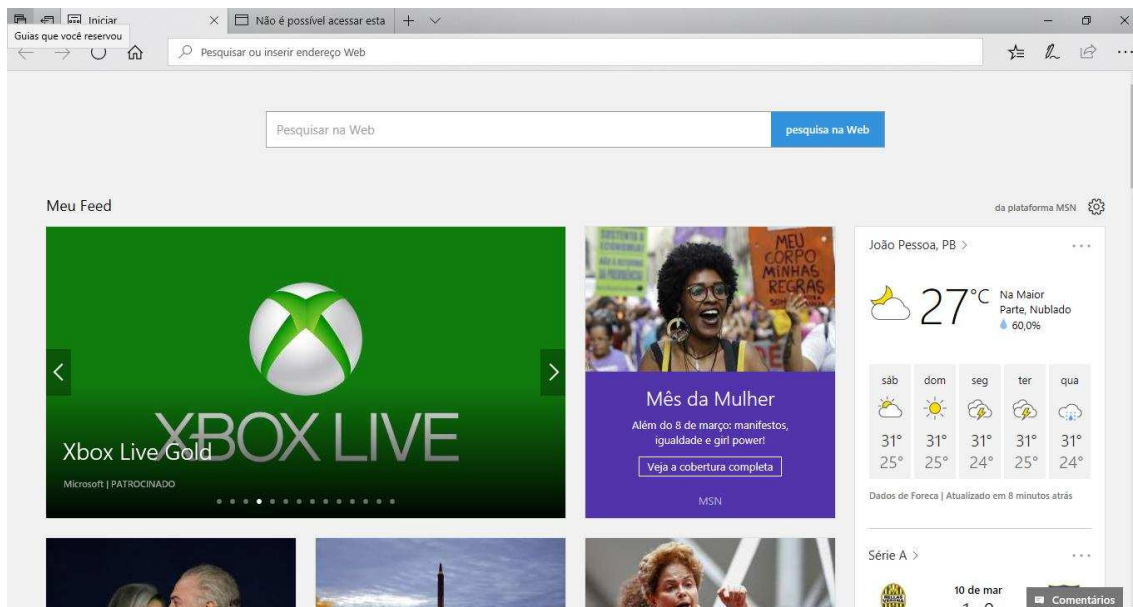 Iniciar
Não é possível acessar esta
Guias que você reservou
Pesquisar ou inserir endereço Web
Pesquisar na Web
pesquisa na Web
Meu Feed
da plataforma MSN
XBOX LIVE
Xbox Live Gold
Microsoft | PATROCINADO
MEU
CORPO
MINHAS
REGRAS
Mês da Mulher
Além do 8 de março: manifestos,
igualdade e girl power!
Veja a cobertura completa
MSN
João Pessoa, PB >
27°C
Na Maior
Parte, Nublado
60,0%
sáb dom seg ter qua
31° 31° 31° 31° 31°
25° 25° 24° 25° 24°
Dados de Foreca | Atualizado em 8 minutos atrás
Série A >
10 de mar
Comentários